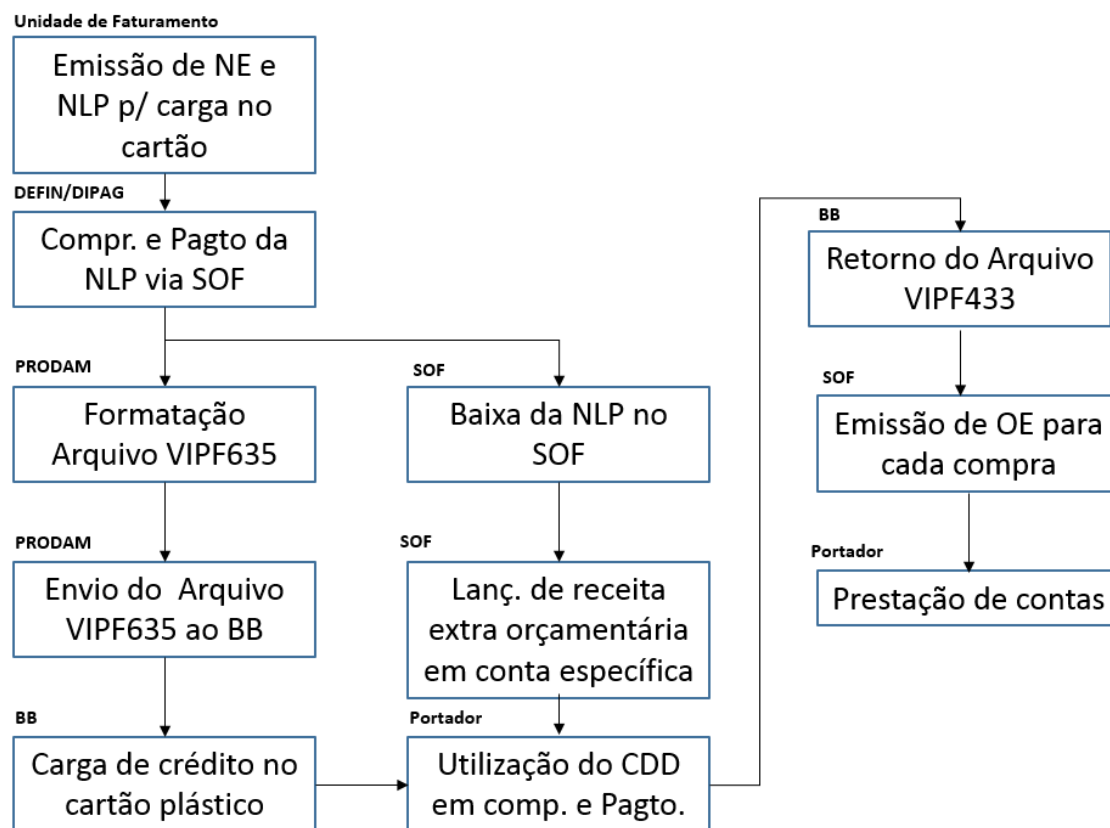 Unidade de Faturamento
Emissão de NE e
NLP p/ carga no
cartão
DEFIN/DIPAG
Compr. e Pagto da
NLP via SOF
PRODAM
Formatação
Arquivo VIPF635
PRODAM
Envio do Arquivo
VIPF635 ao BB
BB
Carga de crédito no
cartão plástico
SOF
Baixa da NLP no
SOF
SOF
Lanç. de receita
extra orçamentária
em conta específica
Portador
Utilização do CDD
em comp. e Pagto.
BB
Retorno do Arquivo
VIPF433
SOF
Emissão de OE para
cada compra
Portador
Prestação de contas